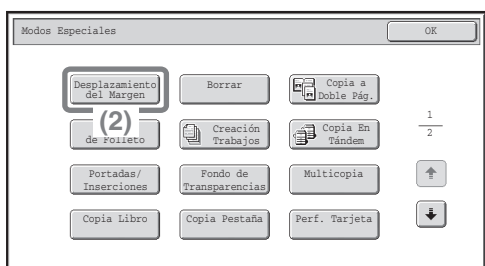 Modos Especiales
OK
Desplazamiento
del Margen
Borrar
Copia a
Doble Pág.
(2)
de Folleto
Creación
Trabajos
Copia En
Tándem
1
2
Portadas/
Inserciones
Fondo de
Transparencias
Multicopia
Copia Libro
Copia Pestaña
Perf. Tarjeta